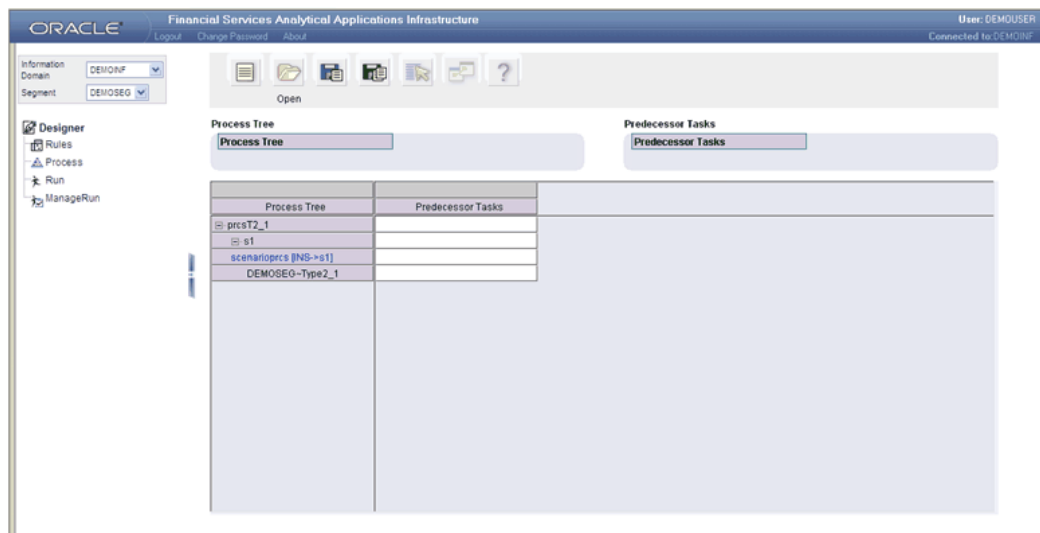 ORACLE
Financial Services Analytical Applications Infrastructure
User: DEMOUSER
Logout Change Password About
Connected to:DEMOINF
Information Domain DEMOINF
Segment DEMOSEG
Open
Designer
Rules
Process
Run
ManageRun
Process Tree
Predecessor Tasks
Process Tree
Predecessor Tasks
Process Tree Predecessor Tasks
prcsT2_1
s1
scenarioprcs [INS->s1]
DEMOSEG~Type2_1